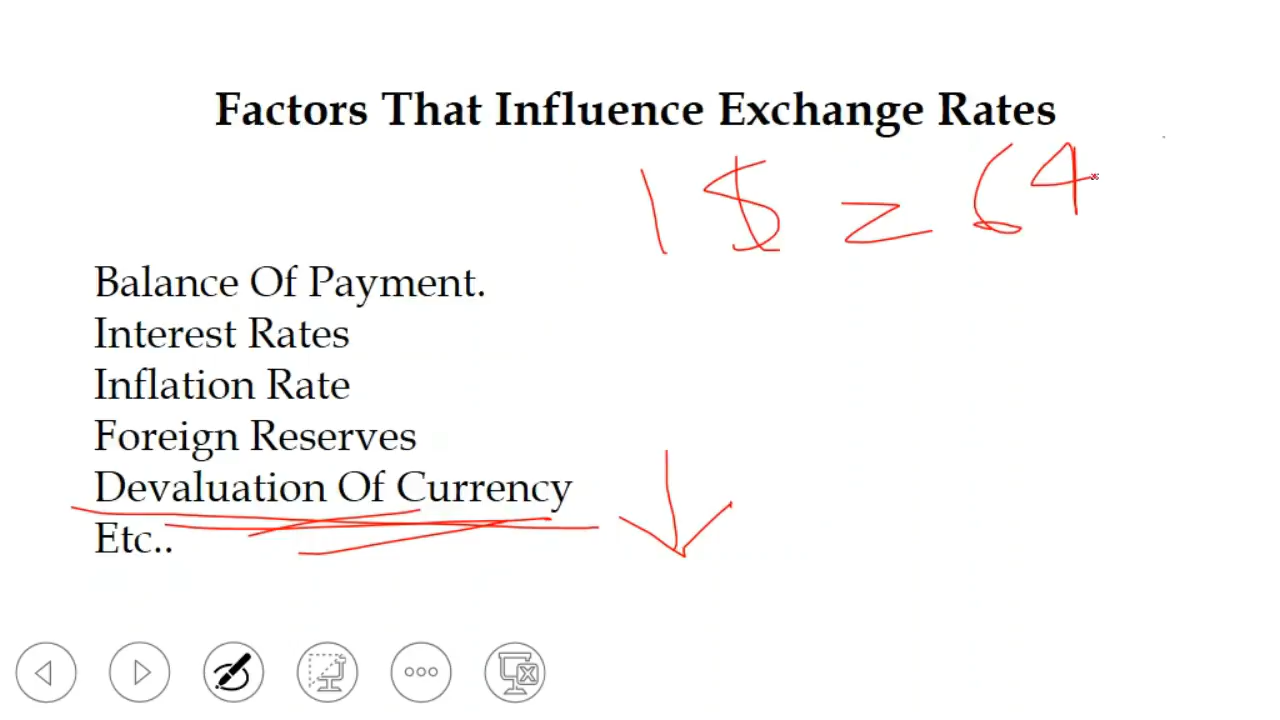 Factors That Influence Exchange Rates
1 $ = 64
Balance Of Payment.
Interest Rates
Inflation Rate
Foreign Reserves
Devaluation Of Currency
Etc..